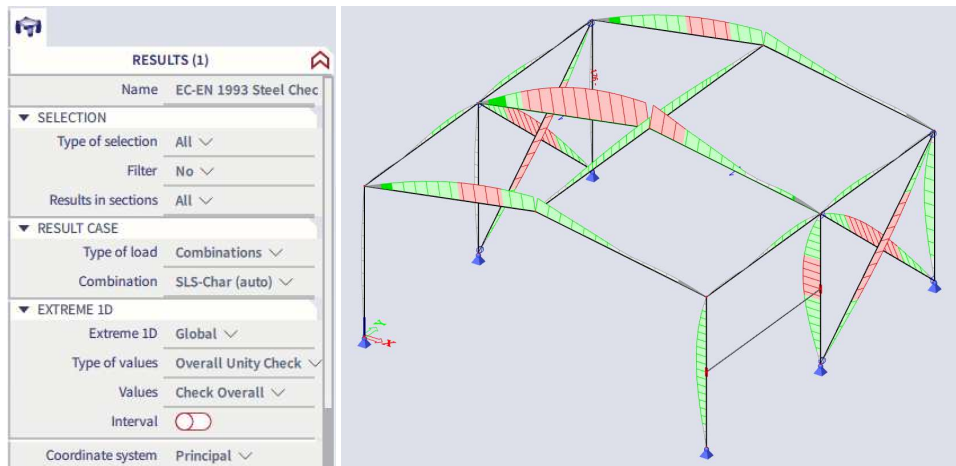 RESULTS (1)
Name EC-EN 1993 Steel Chec
SELECTION
Type of selection All
Filter No
Results in sections All
RESULT CASE
Type of load Combinations
Combination SLS-Char (auto)
EXTREME 1D
Extreme 1D Global
Type of values Overall Unity Check
Values Check Overall
Interval
Coordinate system Principal
Y
X